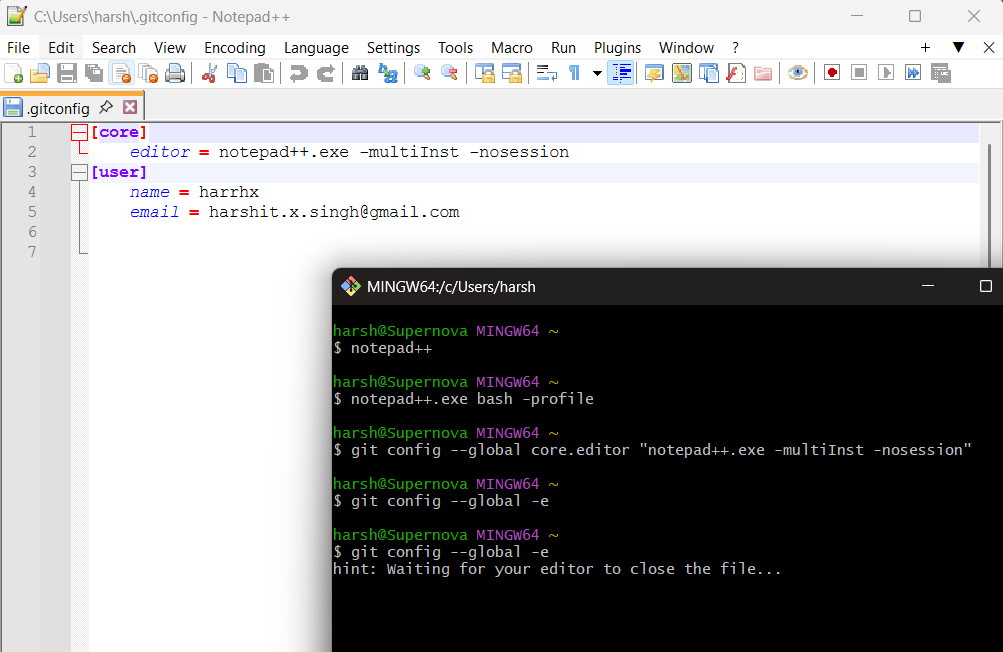 C:\Users\harsh\.gitconfig - Notepad++
File Edit Search View Encoding Language Settings Tools Macro Run Plugins Window ? + ▼ X
.gitconfig
1 [core]
2 editor = notepad++.exe -multiInst -nosession
3 [user]
4 name = harrhx
5 email = harshit.x.singh@gmail.com
6
7
MINGW64:/c/Users/harsh
harsh@Supernova MINGW64 ~
$ notepad++
harsh@Supernova MINGW64 ~
$ notepad++.exe bash -profile
harsh@Supernova MINGW64 ~
$ git config --global core.editor "notepad++.exe -multiInst -nosession"
harsh@Supernova MINGW64 ~
$ git config --global -e
harsh@Supernova MINGW64 ~
$ git config --global -e
hint: Waiting for your editor to close the file...